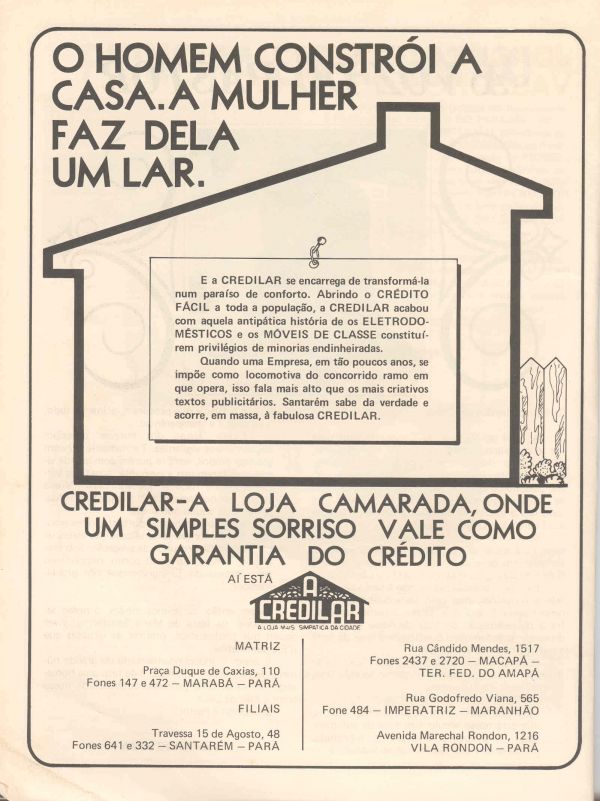 O HOMEM CONSTRÓI A
CASA. A MULHER
FAZ DELA
UM LAR.
E a CREDILAR se encarrega de transformá-la
num paraíso de conforto. Abrindo o CRÉDITO
FÁCIL a toda a população, a CREDILAR acabou
com aquela antipática história de os ELETRODO-
MÉSTICOS e os MÓVEIS DE CLASSE constituí-
rem privilégios de minorias endinheiradas.
Quando uma Empresa, em tão poucos anos, se
impõe como locomotiva do concorrido ramo em
que opera, isso fala mais alto que os mais criativos
textos publicitários. Santarém sabe da verdade e
acorre, em massa, à fabulosa CREDILAR.
CREDILAR-A LOJA CAMARADA, ONDE
UM SIMPLES SORRISO VALE COMO
GARANTIA DO CRÉDITO
AÍ ESTÁ
A
CREDILAR
A LOJA MAIS SIMPÁTICA DA CIDADE
MATRIZ
Praça Duque de Caxias, 110
Fones 147 e 472 — MARABÁ — PARÁ
FILIAIS
Travessa 15 de Agosto, 48
Fones 641 e 332 — SANTARÉM — PARÁ
Rua Cândido Mendes, 1517
Fones 2437 e 2720 — MACAPÁ —
TER. FED. DO AMAPÁ
Rua Godofredo Viana, 565
Fone 484 — IMPERATRIZ — MARANHÃO
Avenida Marechal Rondon, 1216
VILA RONDON — PARÁ